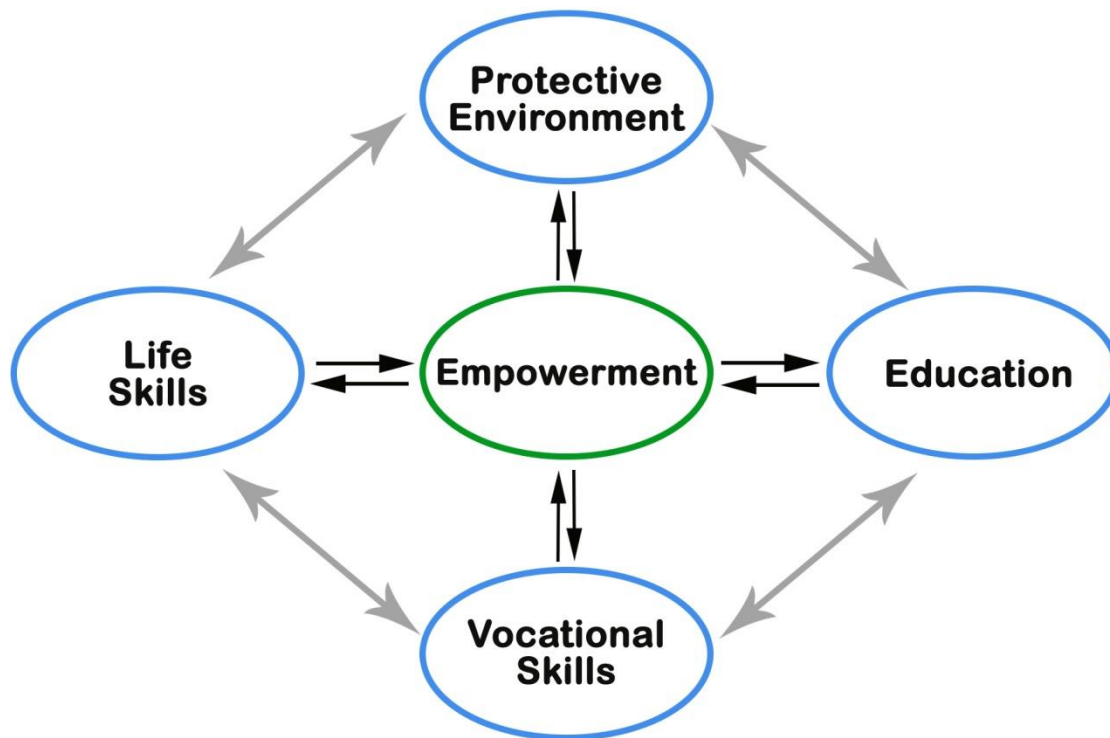 Protective
Environment
Life
Skills
Empowerment
Education
Vocational
Skills